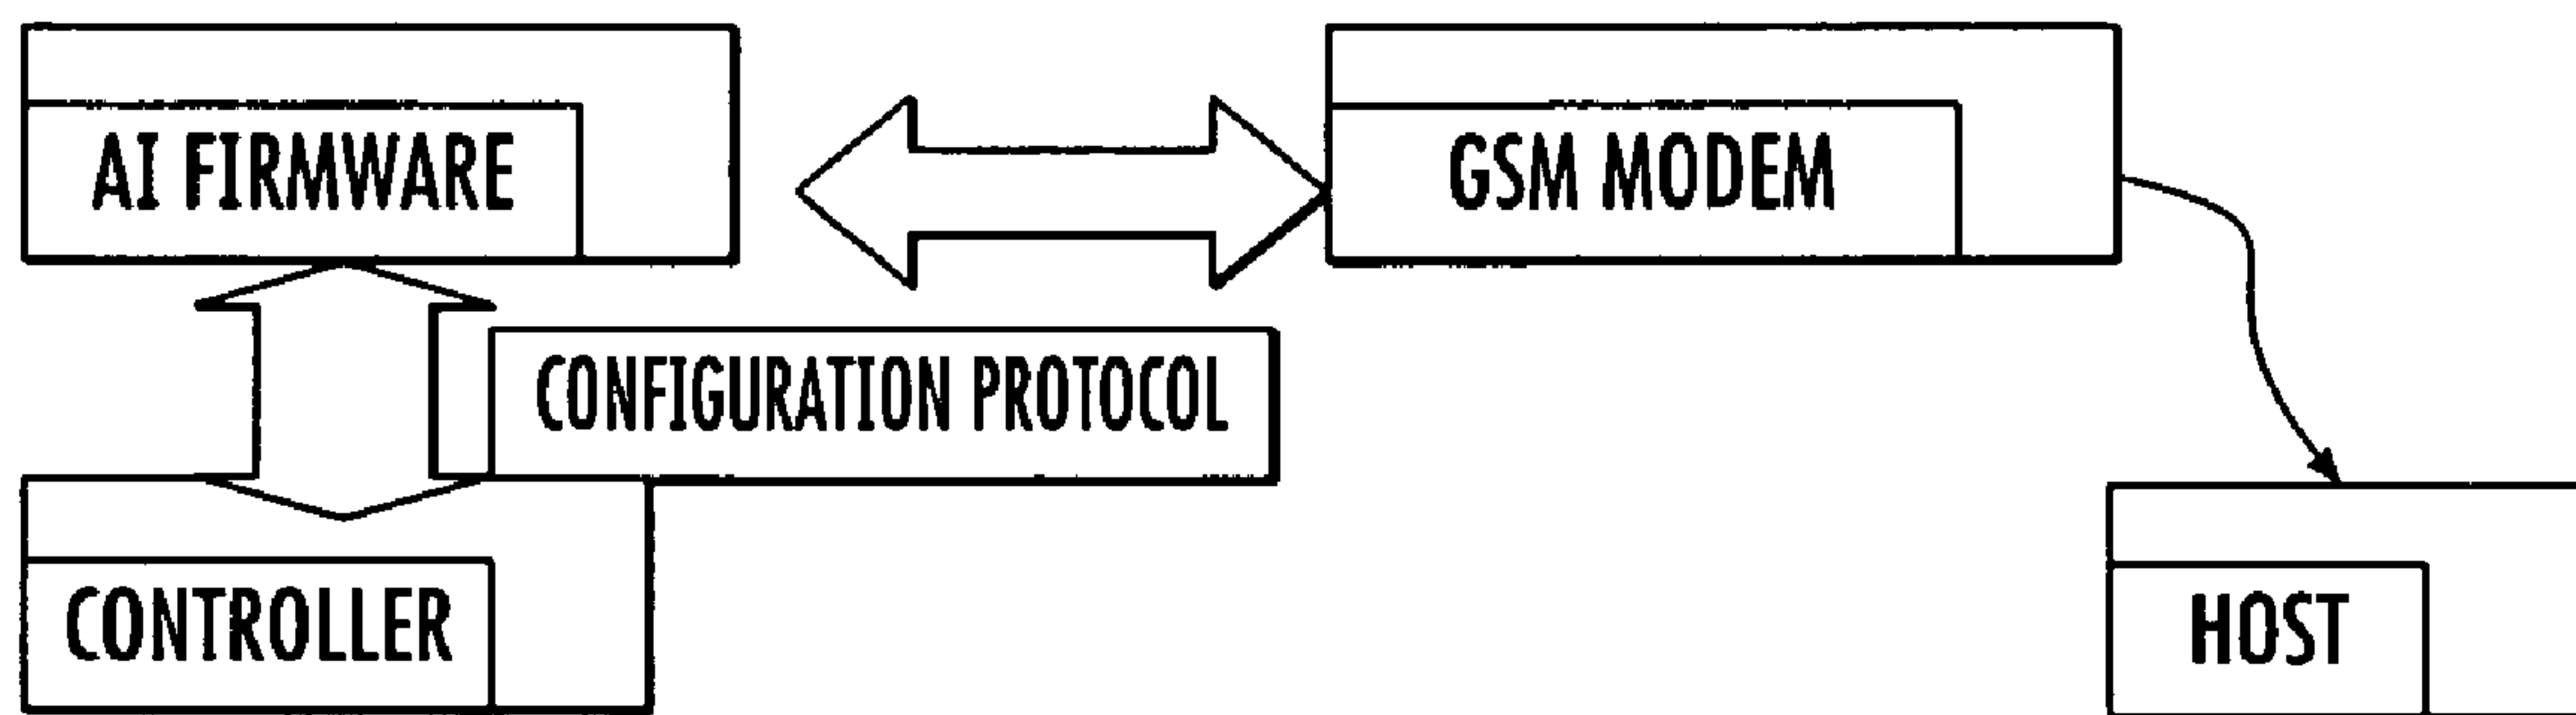 AI FIRMWARE
GSM MODEM
CONFIGURATION PROTOCOL
CONTROLLER
HOST